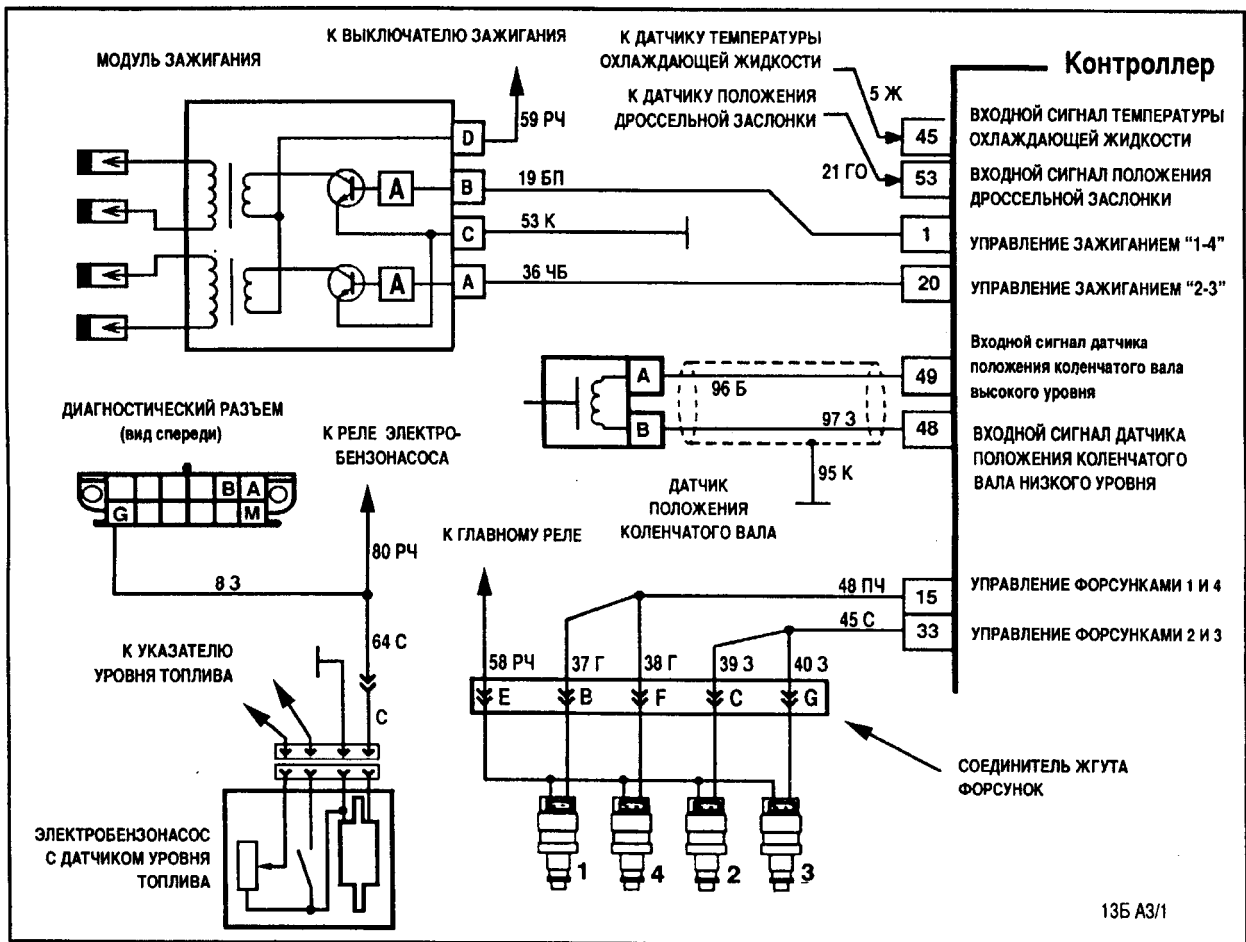 МОДУЛЬ ЗАЖИГАНИЯ
К ВЫКЛЮЧАТЕЛЮ ЗАЖИГАНИЯ
59 РЧ
D
A
B
19 БП
C
53 К
A
A
36 ЧБ
К ДАТЧИКУ ТЕМПЕРАТУРЫ
ОХЛАЖДАЮЩЕЙ ЖИДКОСТИ
5 Ж
К ДАТЧИКУ ПОЛОЖЕНИЯ
ДРОССЕЛЬНОЙ ЗАСЛОНКИ
21 ГО
Контроллер
45
ВХОДНОЙ СИГНАЛ ТЕМПЕРАТУРЫ
ОХЛАЖДАЮЩЕЙ ЖИДКОСТИ
53
ВХОДНОЙ СИГНАЛ ПОЛОЖЕНИЯ
ДРОССЕЛЬНОЙ ЗАСЛОНКИ
1
УПРАВЛЕНИЕ ЗАЖИГАНИЕМ "1-4"
20
УПРАВЛЕНИЕ ЗАЖИГАНИЕМ "2-3"
A
96 Б
49
Входной сигнал датчика
положения коленчатого вала
высокого уровня
B
97 З
48
ВХОДНОЙ СИГНАЛ ДАТЧИКА
ПОЛОЖЕНИЯ КОЛЕНЧАТОГО
ВАЛА НИЗКОГО УРОВНЯ
95 К
ДАТЧИК
ПОЛОЖЕНИЯ
КОЛЕНЧАТОГО ВАЛА
ДИАГНОСТИЧЕСКИЙ РАЗЪЕМ
(вид спереди)
B A
G M
К РЕЛЕ ЭЛЕКТРО-
БЕНЗОНАСОСА
80 РЧ
8 З
64 С
С
К УКАЗАТЕЛЮ
УРОВНЯ ТОПЛИВА
ЭЛЕКТРОБЕНЗОНАСОС
С ДАТЧИКОМ УРОВНЯ
ТОПЛИВА
К ГЛАВНОМУ РЕЛЕ
48 ПЧ
15
УПРАВЛЕНИЕ ФОРСУНКАМИ 1 И 4
45 С
33
УПРАВЛЕНИЕ ФОРСУНКАМИ 2 И 3
58 РЧ 37 Г 38 Г 39 З 40 З
E B F C G
СОЕДИНИТЕЛЬ ЖГУТА
ФОРСУНОК
1 4 2 3
13Б А3/1